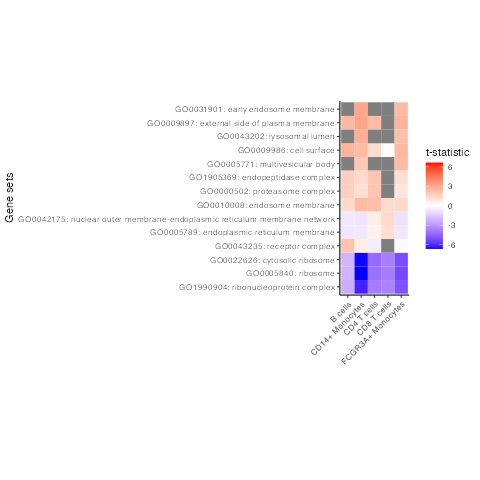 Gene sets
GO0031901: early endosome membrane
GO0009897: external side of plasma membrane
GO0043202: lysosomal lumen
GO0009986: cell surface
GO0005771: multivesicular body
GO1905369: endopeptidase complex
GO0000502: proteasome complex
GO0010008: endosome membrane
GO0042175: nuclear outer membrane-endoplasmic reticulum membrane network
GO0005789: endoplasmic reticulum membrane
GO0043235: receptor complex
GO0022626: cytosolic ribosome
GO0005840: ribosome
GO1990904: ribonucleoprotein complex
B cells
CD14+ Monocytes
CD4 T cells
CD8 T cells
FCGR3A+ Monocytes
t-statistic
6
3
0
-3
-6